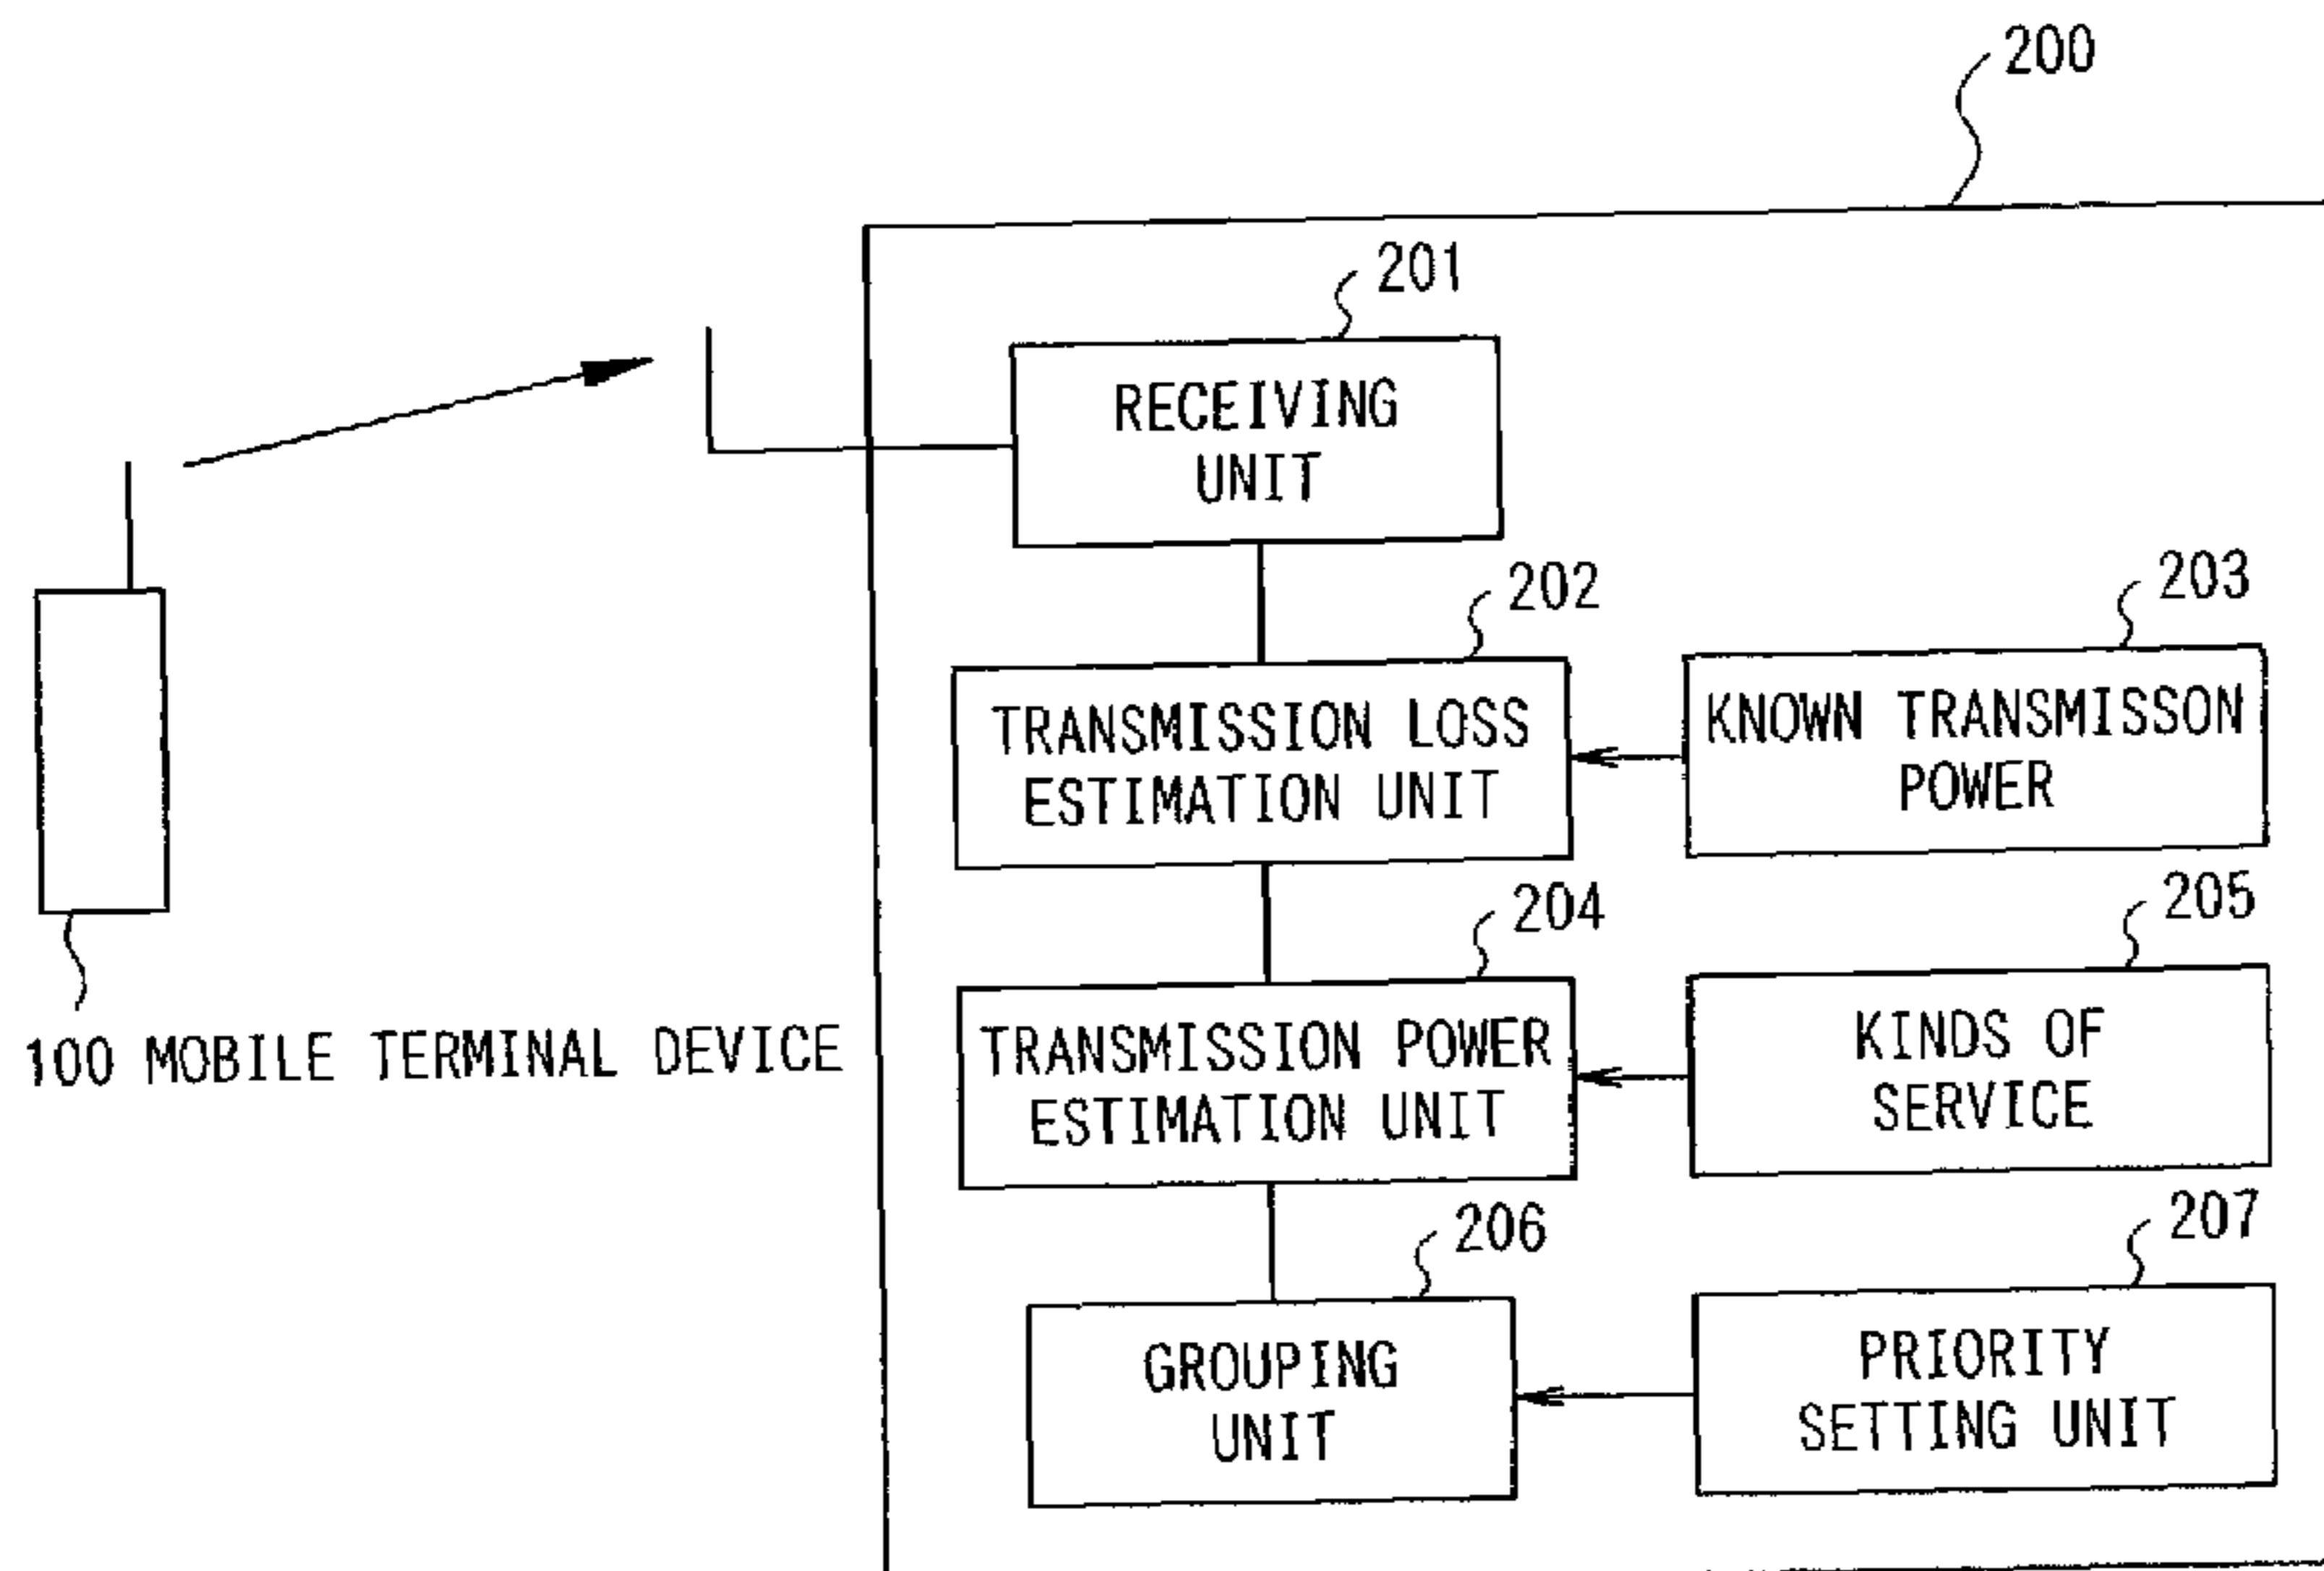 200
201
RECEIVING
UNIT
202
203
TRANSMISSION LOSS
ESTIMATION UNIT
KNOWN TRANSMISSON
POWER
204
205
TRANSMISSION POWER
ESTIMATION UNIT
KINDS OF
SERVICE
100 MOBILE TERMINAL DEVICE
206
207
GROUPING
UNIT
PRIORITY
SETTING UNIT